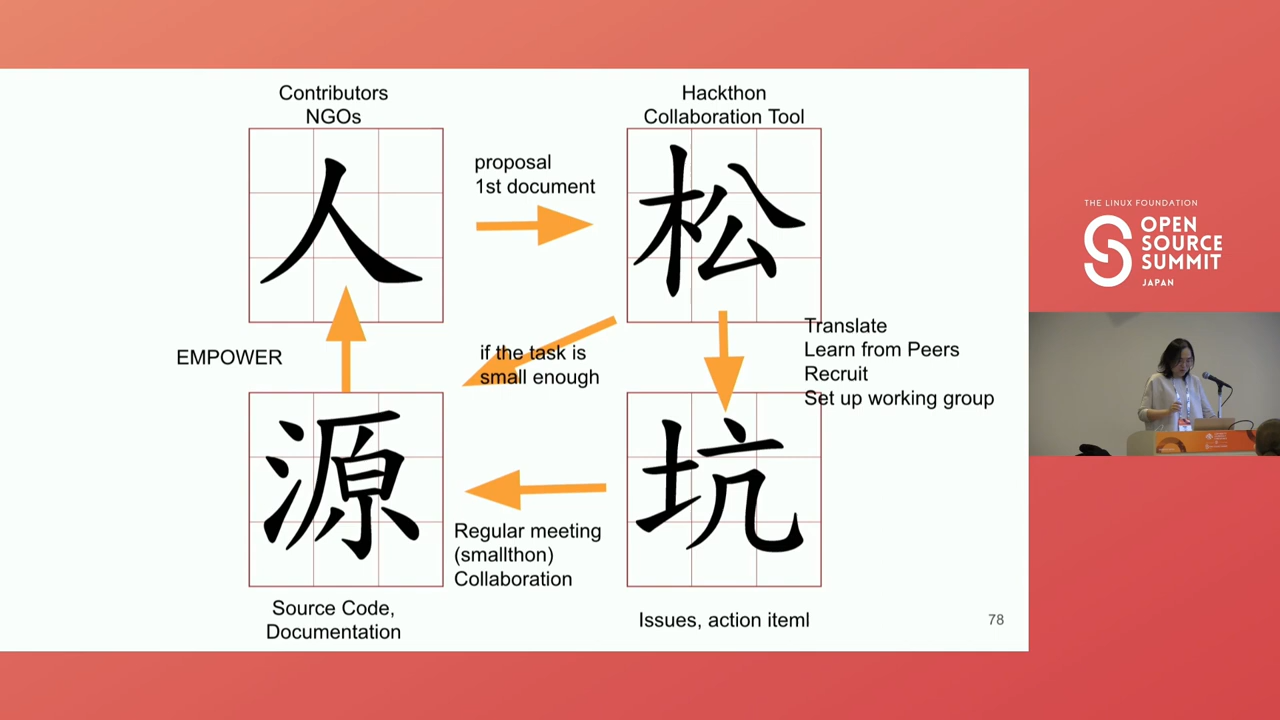 Contributors
NGOs
人
proposal
1st document
Hackthon
Collaboration Tool
松
EMPOWER
if the task is
small enough
Translate
Learn from Peers
Recruit
Set up working group
源
Regular meeting
(smallthon)
Collaboration
坑
Source Code,
Documentation
Issues, action iteml
78
THE LINUX FOUNDATION
OPEN
SOURCE
SUMMIT
JAPAN